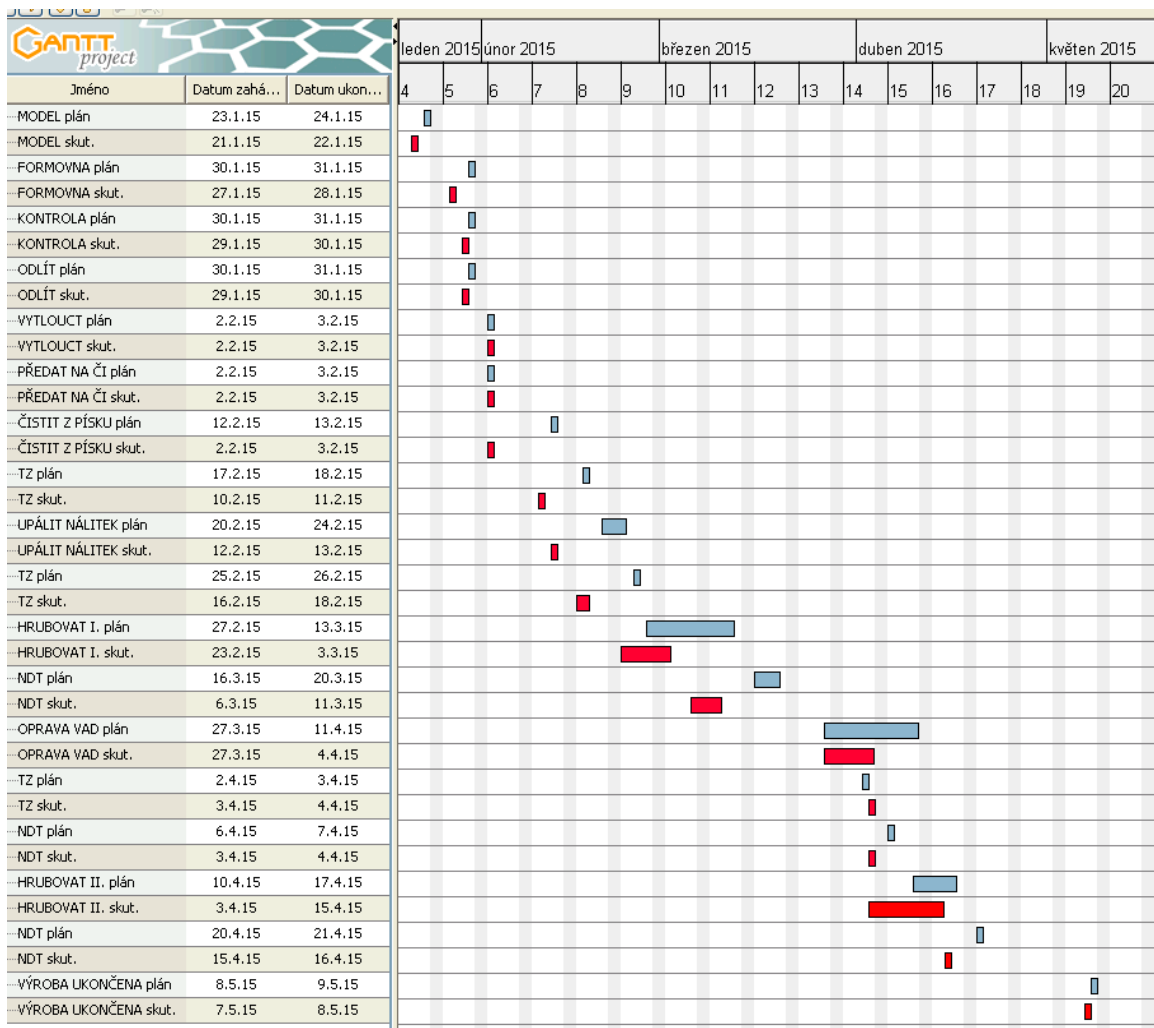 GANTT
project
leden 2015 únor 2015 březen 2015 duben 2015 květen 2015
Jméno Datum zahá... Datum ukon... 4 5 6 7 8 9 10 11 12 13 14 15 16 17 18 19 20
MODEL plán 23.1.15 24.1.15
MODEL skut. 21.1.15 22.1.15
FORMOVNA plán 30.1.15 31.1.15
FORMOVNA skut. 27.1.15 28.1.15
KONTROLA plán 30.1.15 31.1.15
KONTROLA skut. 29.1.15 30.1.15
ODLÍT plán 30.1.15 31.1.15
ODLÍT skut. 29.1.15 30.1.15
VYTLOUCT plán 2.2.15 3.2.15
VYTLOUCT skut. 2.2.15 3.2.15
PŘEDAT NA ČI plán 2.2.15 3.2.15
PŘEDAT NA ČI skut. 2.2.15 3.2.15
ČISTIT Z PÍSKU plán 12.2.15 13.2.15
ČISTIT Z PÍSKU skut. 2.2.15 3.2.15
TZ plán 17.2.15 18.2.15
TZ skut. 10.2.15 11.2.15
UPÁLIT NÁLITEK plán 20.2.15 24.2.15
UPÁLIT NÁLITEK skut. 12.2.15 13.2.15
TZ plán 25.2.15 26.2.15
TZ skut. 16.2.15 18.2.15
HRUBOVAT I. plán 27.2.15 13.3.15
HRUBOVAT I. skut. 23.2.15 3.3.15
NDT plán 16.3.15 20.3.15
NDT skut. 6.3.15 11.3.15
OPRAVA VAD plán 27.3.15 11.4.15
OPRAVA VAD skut. 27.3.15 4.4.15
TZ plán 2.4.15 3.4.15
TZ skut. 3.4.15 4.4.15
NDT plán 6.4.15 7.4.15
NDT skut. 3.4.15 4.4.15
HRUBOVAT II. plán 10.4.15 17.4.15
HRUBOVAT II. skut. 3.4.15 15.4.15
NDT plán 20.4.15 21.4.15
NDT skut. 15.4.15 16.4.15
VÝROBA UKONČENA plán 8.5.15 9.5.15
VÝROBA UKONČENA skut. 7.5.15 8.5.15